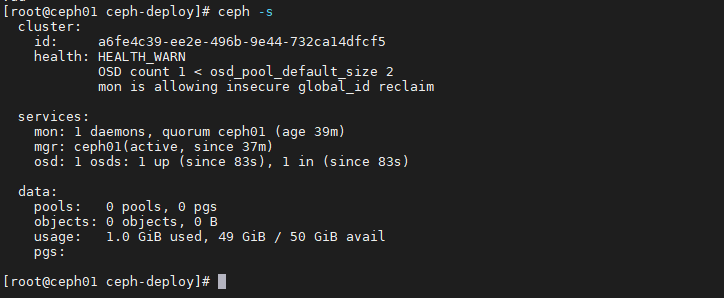 [root@ceph01 ceph-deploy]# ceph -s
  cluster:
    id:     a6fe4c39-ee2e-496b-9e44-732ca14dfcf5
    health: HEALTH_WARN
            OSD count 1 < osd_pool_default_size 2
            mon is allowing insecure global_id reclaim

  services:
    mon: 1 daemons, quorum ceph01 (age 39m)
    mgr: ceph01(active, since 37m)
    osd: 1 osds: 1 up (since 83s), 1 in (since 83s)

  data:
    pools:   0 pools, 0 pgs
    objects: 0 objects, 0 B
    usage:   1.0 GiB used, 49 GiB / 50 GiB avail
    pgs:

[root@ceph01 ceph-deploy]#